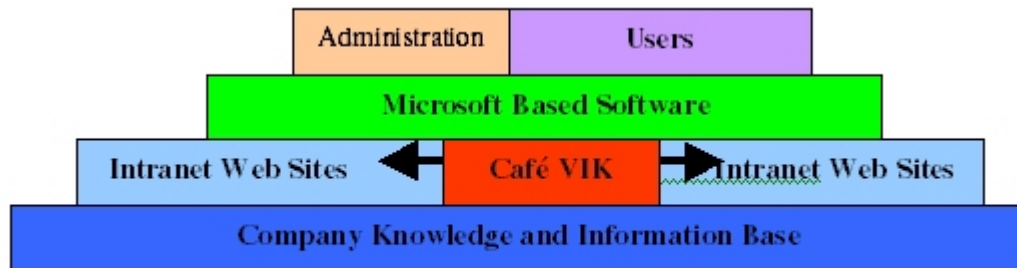 Administration Users
Microsoft Based Software
Intranet Web Sites Café VIK Intranet Web Sites
Company Knowledge and Information Base